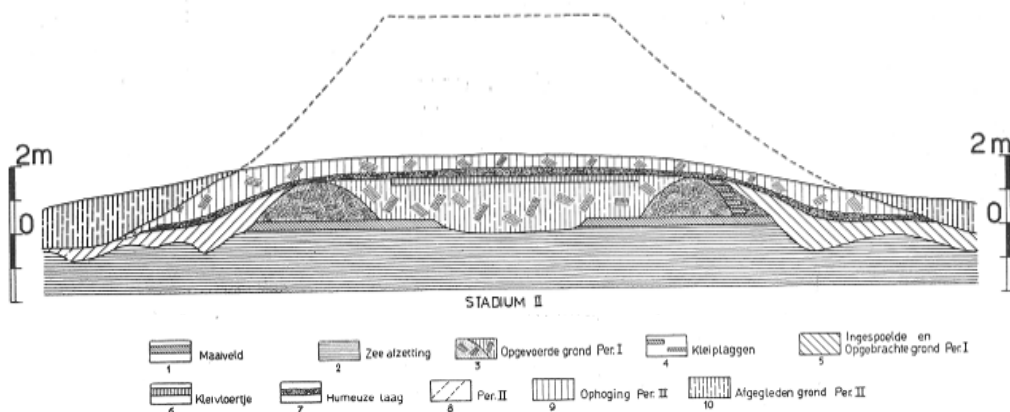 2m
2m
0
0
STADIUM II
Maaiveld
1
Zee afzetting
2
Opgevoerde grond Per. I
3
Kleiplaggen
4
Ingespoelde en
Opgebrachte grond Per. I
5
Kleivloertje
6
Humeuze laag
7
Per. II
8
Ophoging Per. II
9
Afgegleden grond Per. II
10